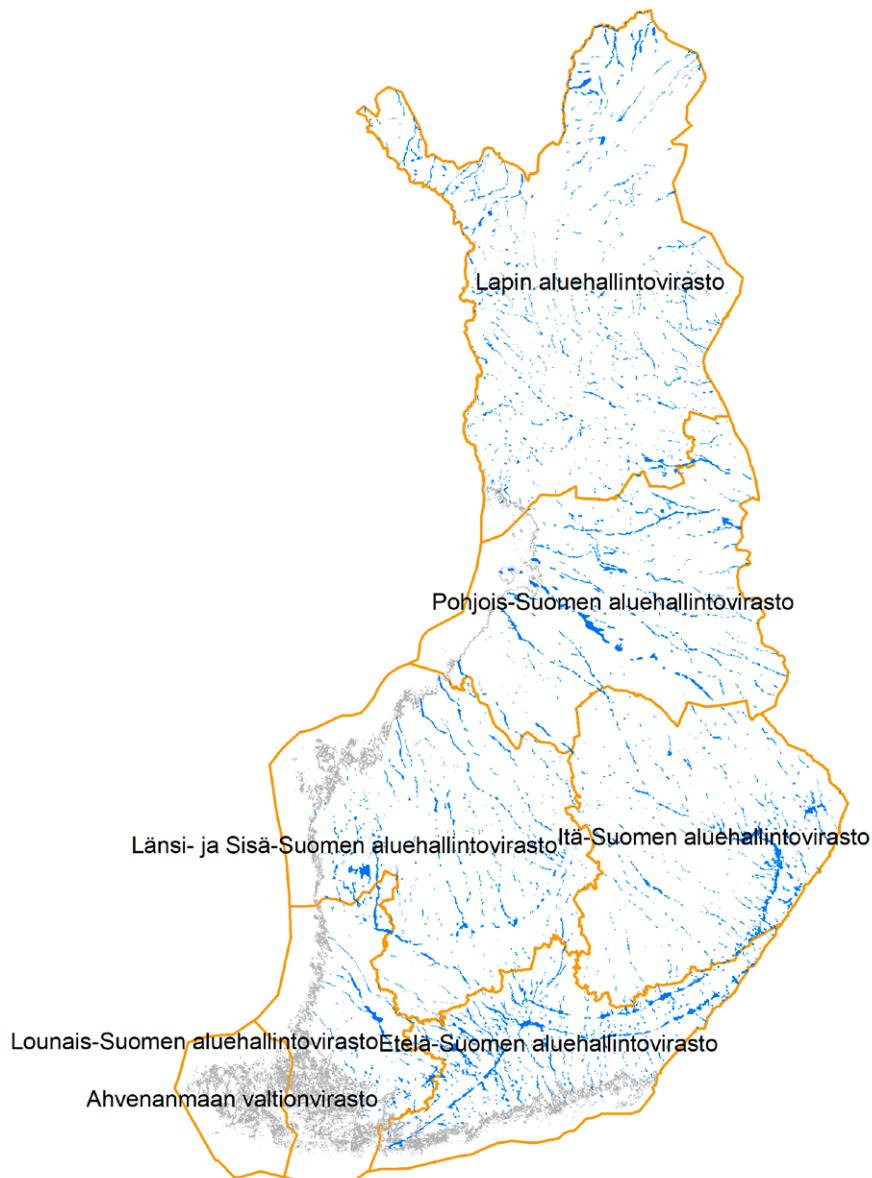 Lapin aluehallintovirasto
Pohjois-Suomen aluehallintovirasto
Länsi- ja Sisä-Suomen aluehallintovirasto
Itä-Suomen aluehallintovirasto
Lounais-Suomen aluehallintovirasto
Etelä-Suomen aluehallintovirasto
Ahvenanmaan valtionvirasto